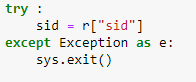 try :
    sid = r["sid"]
except Exception as e:
    sys.exit()